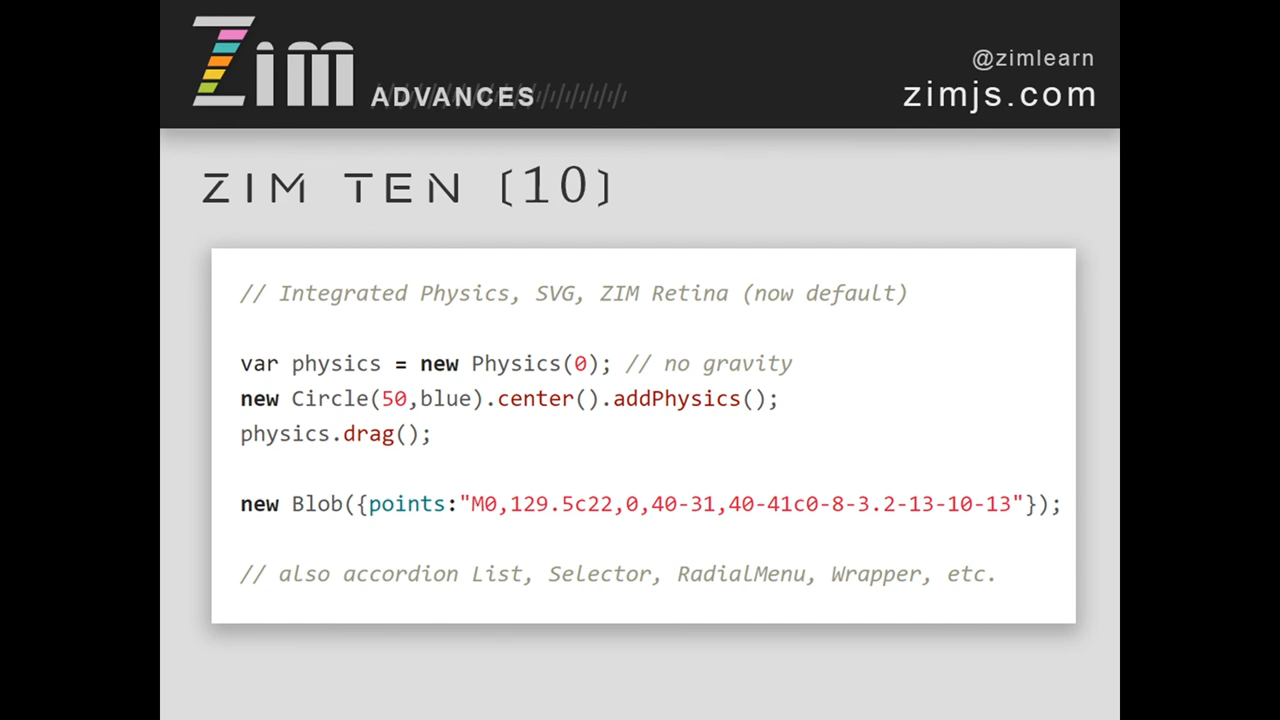 Zim
ADVANCES
@zimlearn
zimjs.com
ZIM TEN (10)
// Integrated Physics, SVG, ZIM Retina (now default)
var physics = new Physics(0); // no gravity
new Circle(50,blue).center().addPhysics();
physics.drag();
new Blob({points:"M0,129.5c22,0,40-31,40-41c0-8-3.2-13-10-13"});
// also accordion List, Selector, RadialMenu, Wrapper, etc.